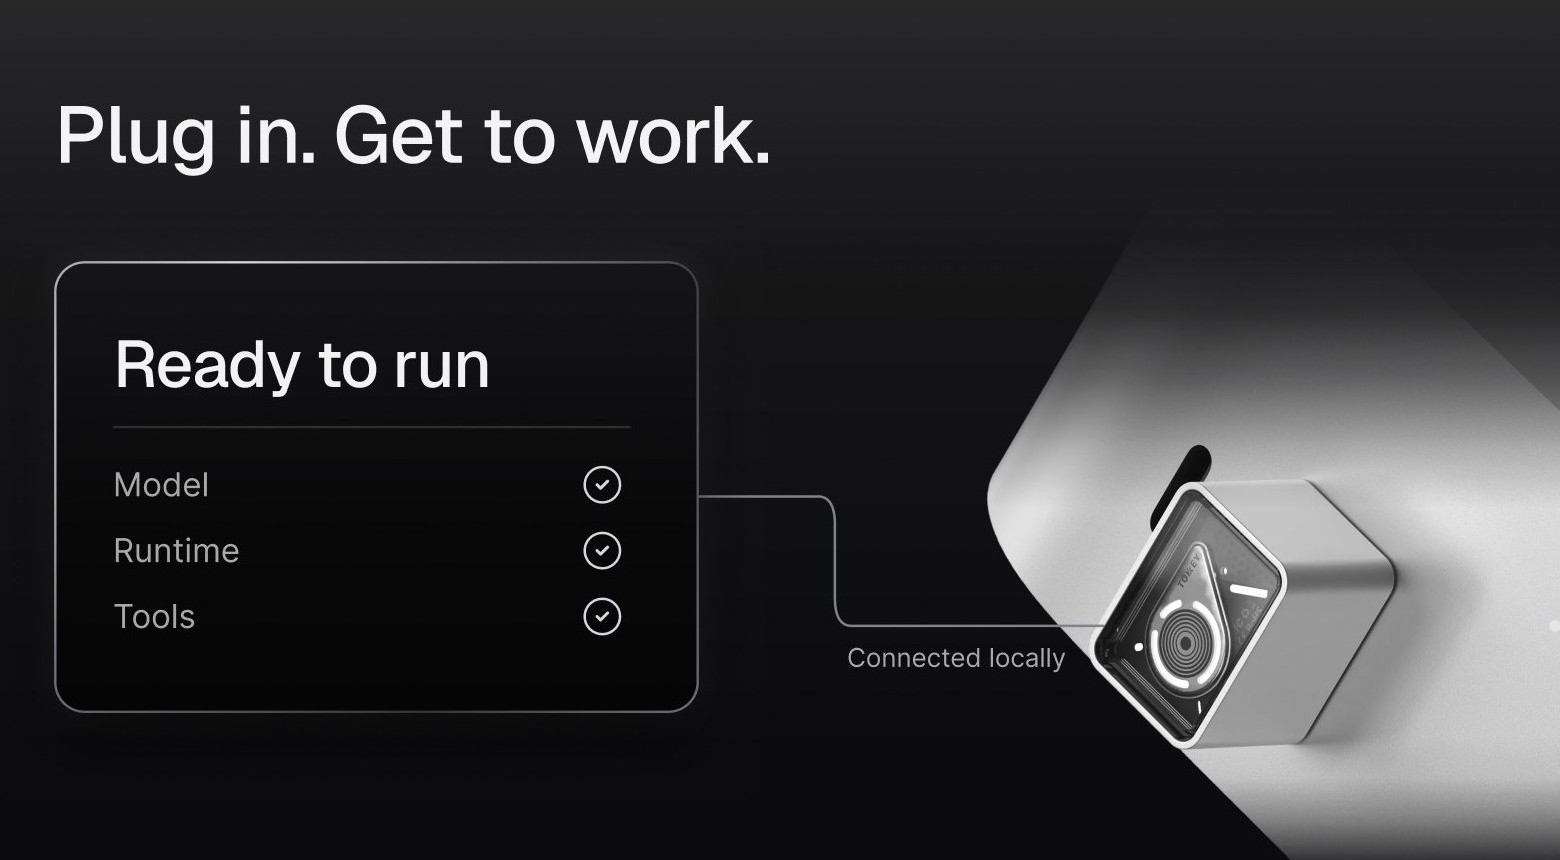 Plug in. Get to work.
Ready to run
Model
Runtime
Tools
Connected locally